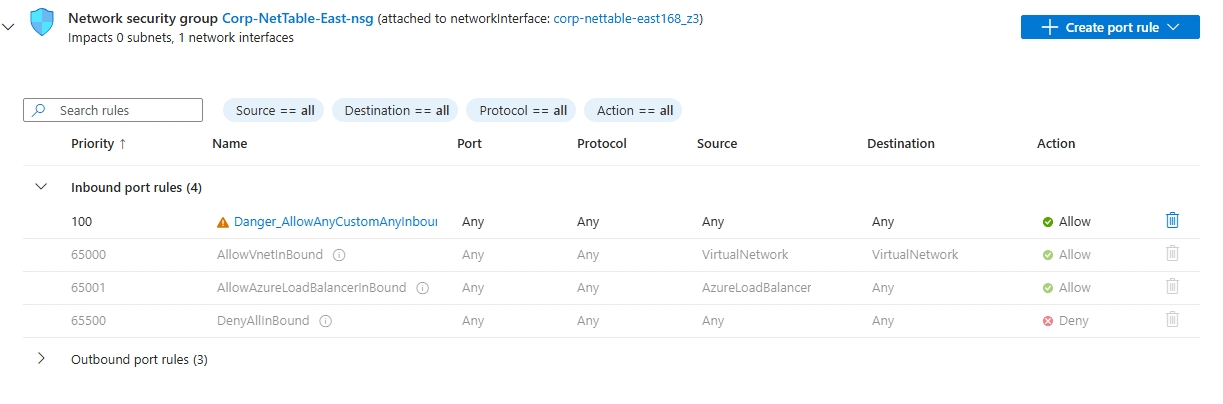 Network security group Corp-NetTable-East-nsg (attached to networkInterface: corp-nettable-east168_z3)
Impacts 0 subnets, 1 network interfaces
Create port rule
Search rules
Source == all
Destination == all
Protocol == all
Action == all
Priority ↑ Name Port Protocol Source Destination Action
Inbound port rules (4)
100 Danger_AllowAnyCustomAnyInbour Any Any Any Any Allow
65000 AllowVnetInBound Any Any VirtualNetwork VirtualNetwork Allow
65001 AllowAzureLoadBalancerInBound Any Any AzureLoadBalancer Any Allow
65500 DenyAllInBound Any Any Any Any Deny
Outbound port rules (3)